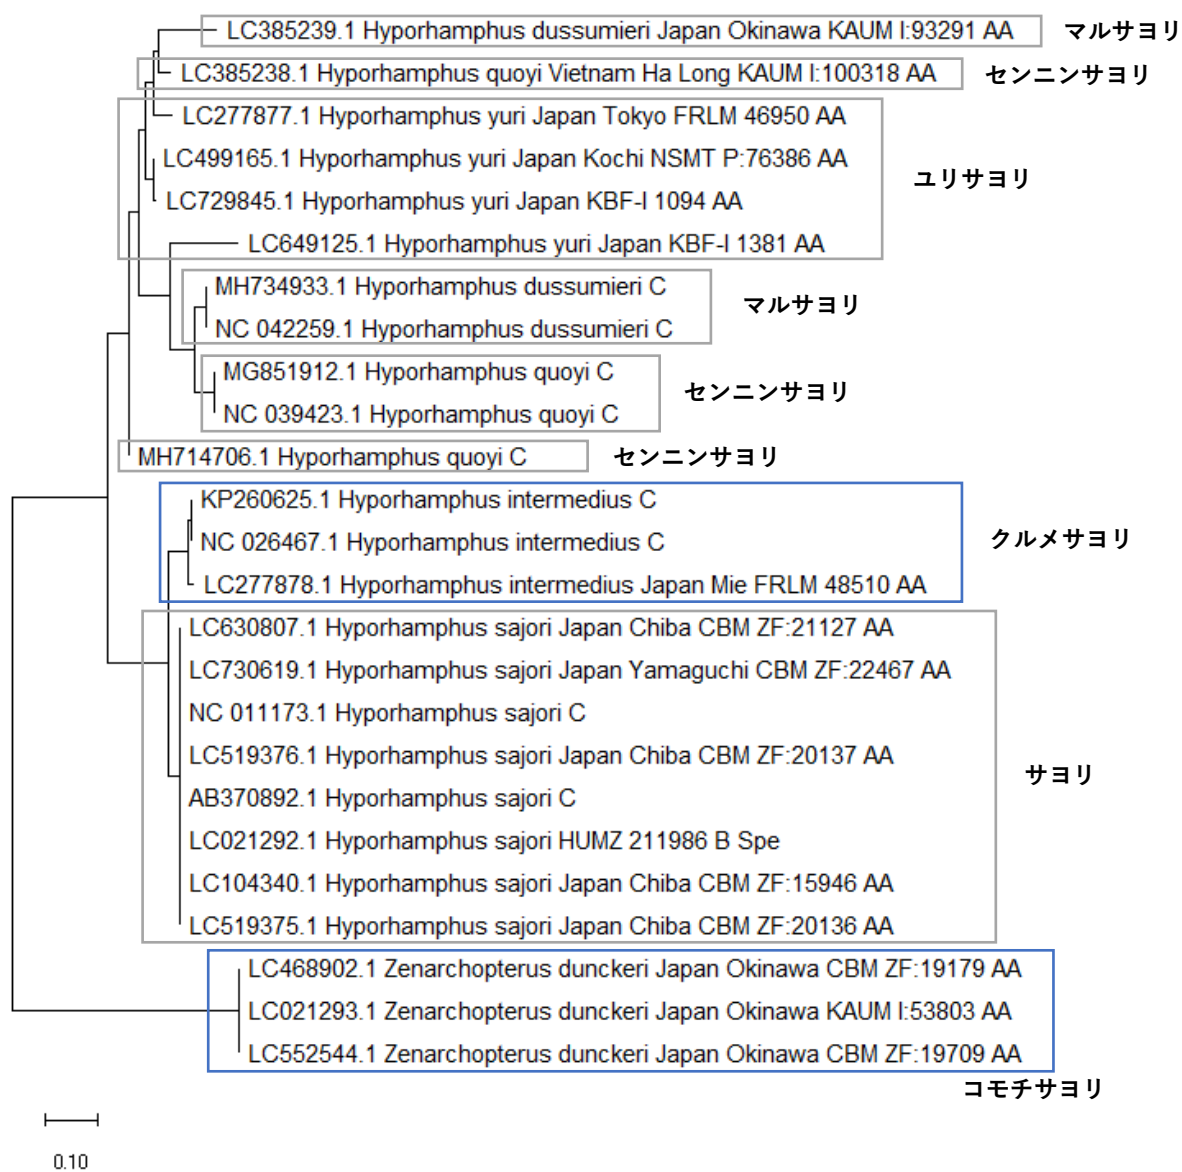 LC385239.1 Hyporhamphus dussumieri Japan Okinawa KAUM I:93291 AA マルサヨリ
LC385238.1 Hyporhamphus quoyi Vietnam Ha Long KAUM I:100318 AA センニンサヨリ
LC277877.1 Hyporhamphus yuri Japan Tokyo FRLM 46950 AA
LC499165.1 Hyporhamphus yuri Japan Kochi NSMT P:76386 AA
ユリサヨリ
LC729845.1 Hyporhamphus yuri Japan KBF-I 1094 AA
LC649125.1 Hyporhamphus yuri Japan KBF-I 1381 AA
MH734933.1 Hyporhamphus dussumieri C
マルサヨリ
NC 042259.1 Hyporhamphus dussumieri C
MG851912.1 Hyporhamphus quoyi C
センニンサヨリ
NC 039423.1 Hyporhamphus quoyi C
MH714706.1 Hyporhamphus quoyi C センニンサヨリ
KP260625.1 Hyporhamphus intermedius C
NC 026467.1 Hyporhamphus intermedius C クルメサヨリ
LC277878.1 Hyporhamphus intermedius Japan Mie FRLM 48510 AA
LC630807.1 Hyporhamphus sajori Japan Chiba CBM ZF:21127 AA
LC730619.1 Hyporhamphus sajori Japan Yamaguchi CBM ZF:22467 AA
NC 011173.1 Hyporhamphus sajori C
LC519376.1 Hyporhamphus sajori Japan Chiba CBM ZF:20137 AA
サヨリ
AB370892.1 Hyporhamphus sajori C
LC021292.1 Hyporhamphus sajori HUMZ 211986 B Spe
LC104340.1 Hyporhamphus sajori Japan Chiba CBM ZF:15946 AA
LC519375.1 Hyporhamphus sajori Japan Chiba CBM ZF:20136 AA
LC468902.1 Zenarchopterus dunckeri Japan Okinawa CBM ZF:19179 AA
LC021293.1 Zenarchopterus dunckeri Japan Okinawa KAUM I:53803 AA
LC552544.1 Zenarchopterus dunckeri Japan Okinawa CBM ZF:19709 AA
コモチサヨリ
0.10